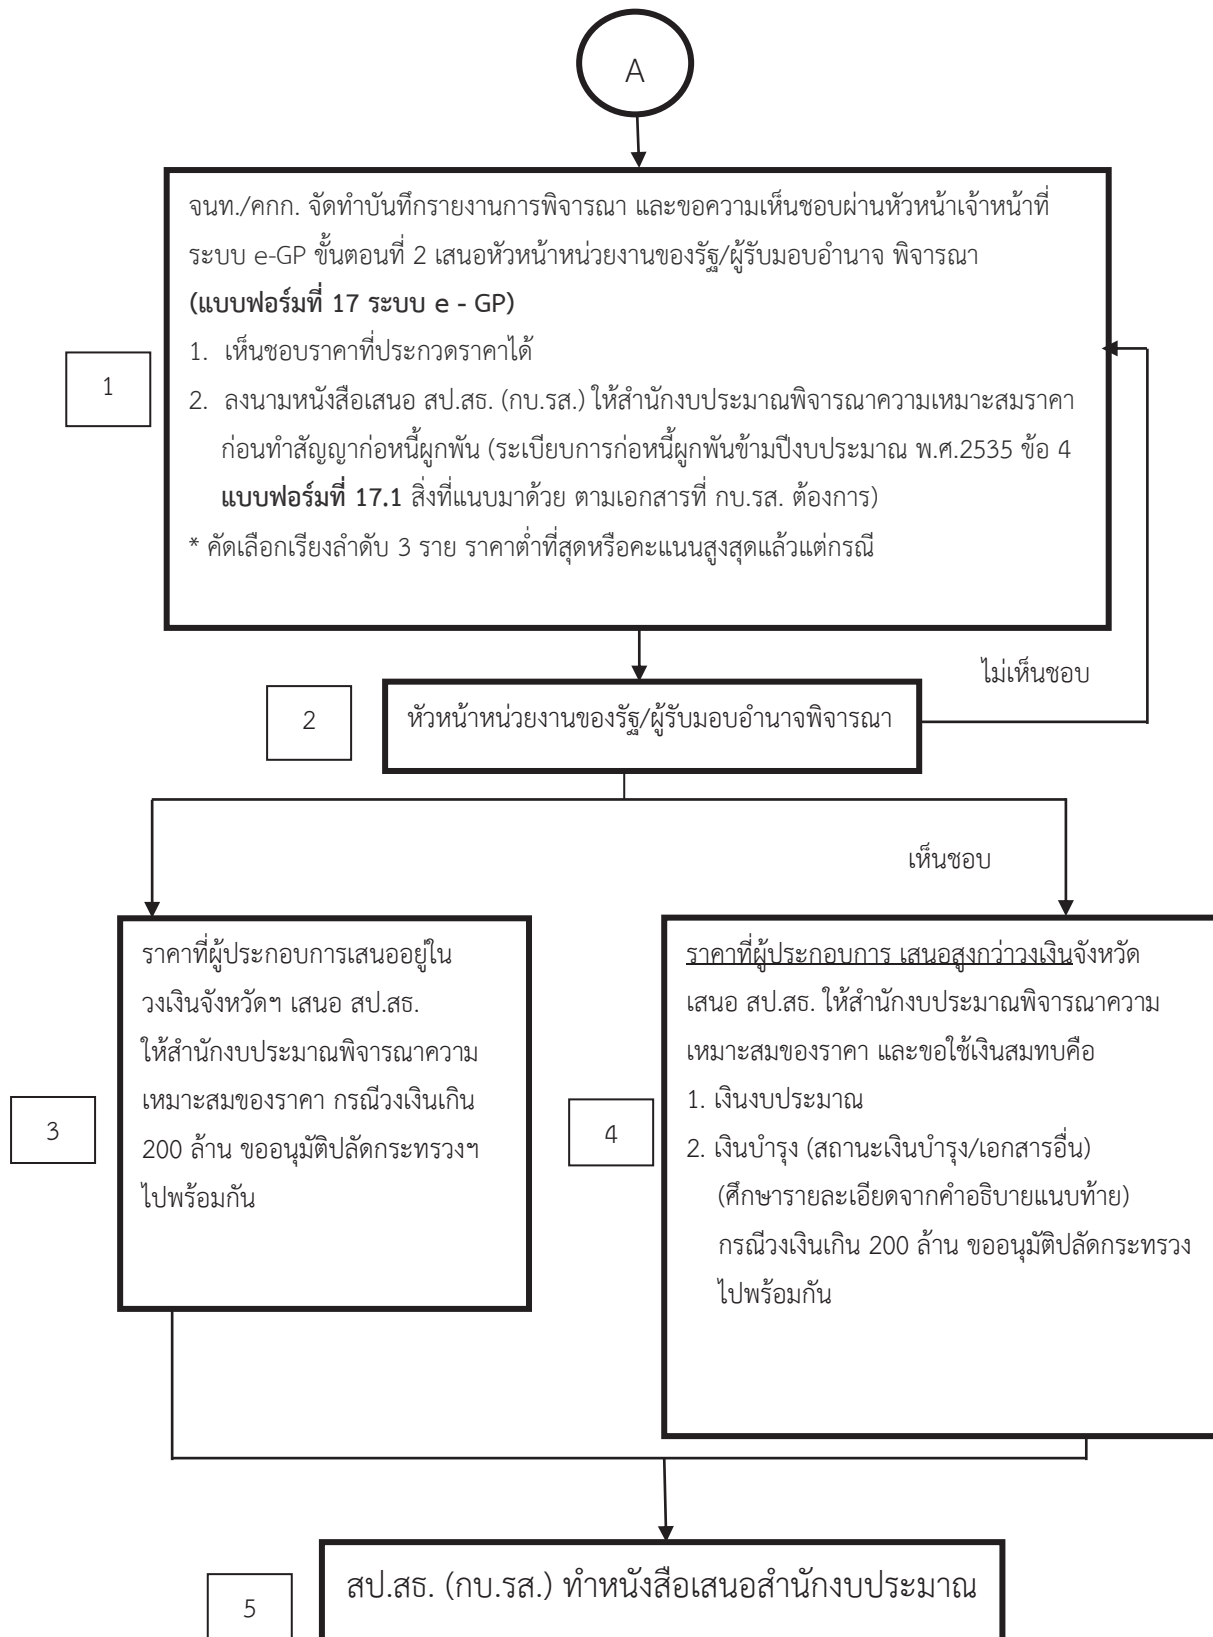 A
จนท./คกก. จัดทำบันทึกรายงานการพิจารณา และขอความเห็นชอบผ่านหัวหน้าเจ้าหน้าที่
ระบบ e-GP ขั้นตอนที่ 2 เสนอหัวหน้าหน่วยงานของรัฐ/ผู้รับมอบอำนาจ พิจารณา
(แบบฟอร์มที่ 17 ระบบ e - GP)
1. เห็นชอบราคาที่ประกวดราคาได้
1
2. ลงนามหนังสือเสนอ สป.สธ. (กบ.รส.) ให้สำนักงบประมาณพิจารณาความเหมาะสมราคา
ก่อนทำสัญญาก่อหนี้ผูกพัน (ระเบียบการก่อหนี้ผูกพันข้ามปีงบประมาณ พ.ศ.2535 ข้อ 4
แบบฟอร์มที่ 17.1 สิ่งที่แนบมาด้วย ตามเอกสารที่ กบ.รส. ต้องการ)
* คัดเลือกเรียงลำดับ 3 ราย ราคาต่ำที่สุดหรือคะแนนสูงสุดแล้วแต่กรณี
ไม่เห็นชอบ
2
หัวหน้าหน่วยงานของรัฐ/ผู้รับมอบอำนาจพิจารณา
เห็นชอบ
3
ราคาที่ผู้ประกอบการเสนออยู่ใน
วงเงินจังหวัดฯ เสนอ สป.สธ.
ให้สำนักงบประมาณพิจารณาความ
เหมาะสมของราคา กรณีวงเงินเกิน
200 ล้าน ขออนุมัติปลัดกระทรวงฯ
ไปพร้อมกัน
4
ราคาที่ผู้ประกอบการ เสนอสูงกว่าวงเงินจังหวัด
เสนอ สป.สธ. ให้สำนักงบประมาณพิจารณาความ
เหมาะสมของราคา และขอใช้เงินสมทบคือ
1. เงินงบประมาณ
2. เงินบำรุง (สถานะเงินบำรุง/เอกสารอื่น)
(ศึกษารายละเอียดจากคำอธิบายแนบท้าย)
กรณีวงเงินเกิน 200 ล้าน ขออนุมัติปลัดกระทรวง
ไปพร้อมกัน
5
สป.สธ. (กบ.รส.) ทำหนังสือเสนอสำนักงบประมาณ